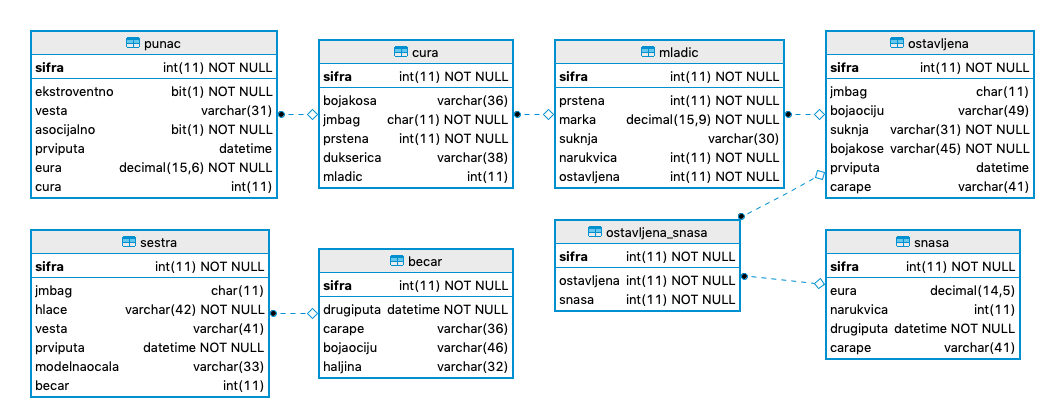 punac
sifra int(11) NOT NULL
ekstroventno bit(1) NOT NULL
vesta varchar(31)
asocijalno bit(1) NOT NULL
prviputa datetime
eura decimal(15,6) NOT NULL
cura int(11)
cura
sifra int(11) NOT NULL
bojakosa varchar(36)
jmbag char(11) NOT NULL
prstena int(11) NOT NULL
dukserica varchar(38)
mladic int(11)
mladic
sifra int(11) NOT NULL
prstena int(11) NOT NULL
marka decimal(15,9) NOT NULL
suknja varchar(30)
narukvica int(11) NOT NULL
ostavljena int(11) NOT NULL
ostavljena
sifra int(11) NOT NULL
jmbag char(11)
bojaociju varchar(49)
suknja varchar(31) NOT NULL
bojakose varchar(45) NOT NULL
prviputa datetime
carape varchar(41)
sestra
sifra int(11) NOT NULL
jmbag char(11)
hlace varchar(42) NOT NULL
vesta varchar(41)
prviputa datetime NOT NULL
modelnaocala varchar(33)
becar int(11)
becar
sifra int(11) NOT NULL
drugiputa datetime NOT NULL
carape varchar(36)
bojaociju varchar(46)
haljina varchar(32)
ostavljena_snasa
sifra int(11) NOT NULL
ostavljena int(11) NOT NULL
snasa int(11) NOT NULL
snasa
sifra int(11) NOT NULL
eura decimal(14,5)
narukvica int(11)
drugiputa datetime NOT NULL
carape varchar(41)